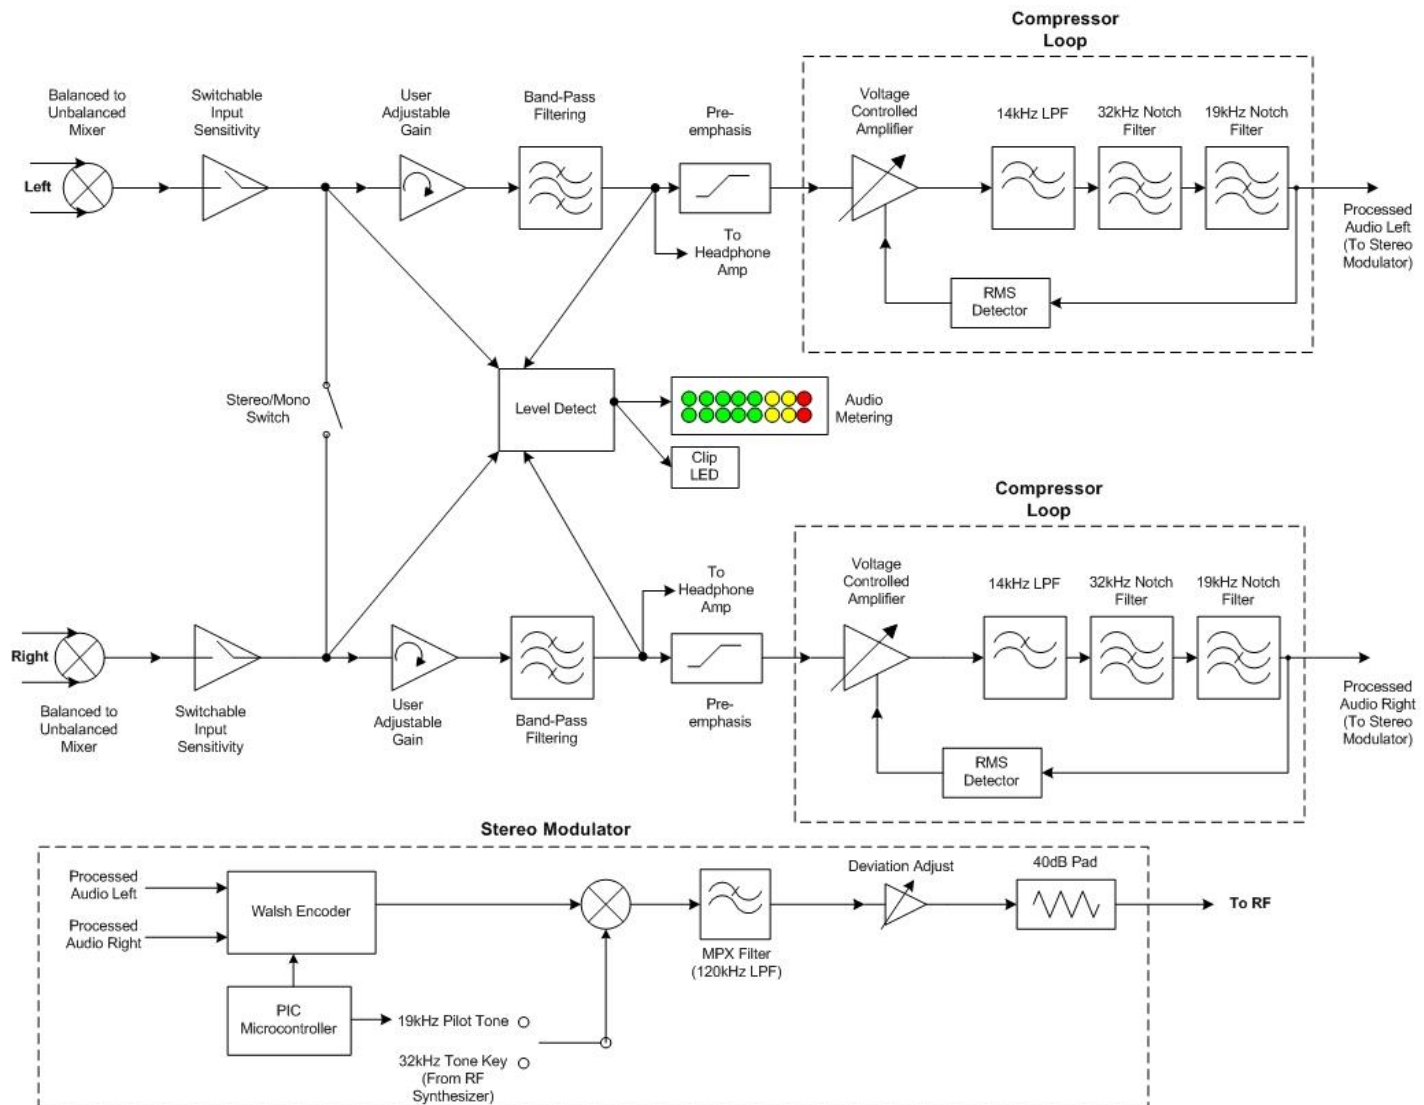 Compressor
Loop
Balanced to
Unbalanced
Mixer
Switchable
Input
Sensitivity
User
Adjustable
Gain
Band-Pass
Filtering
Pre-
emphasis
Voltage
Controlled
Amplifier
14kHz LPF
32kHz Notch
Filter
19kHz Notch
Filter
Left
To
Headphone
Amp
Processed
Audio Left
(To Stereo
Modulator)
RMS
Detector
Stereo/Mono
Switch
Level Detect
Audio
Metering
Clip
LED
Compressor
Loop
To
Headphone
Amp
Voltage
Controlled
Amplifier
14kHz LPF
32kHz Notch
Filter
19kHz Notch
Filter
Right
Balanced to
Unbalanced
Mixer
Switchable
Input
Sensitivity
User
Adjustable
Gain
Band-Pass
Filtering
Pre-
emphasis
Processed
Audio Right
(To Stereo
Modulator)
RMS
Detector
Stereo Modulator
Processed
Audio Left
Processed
Audio Right
Walsh Encoder
Deviation Adjust
40dB Pad
To RF
MPX Filter
(120kHz LPF)
PIC
Microcontroller
19kHz Pilot Tone
32kHz Tone Key
(From RF
Synthesizer)